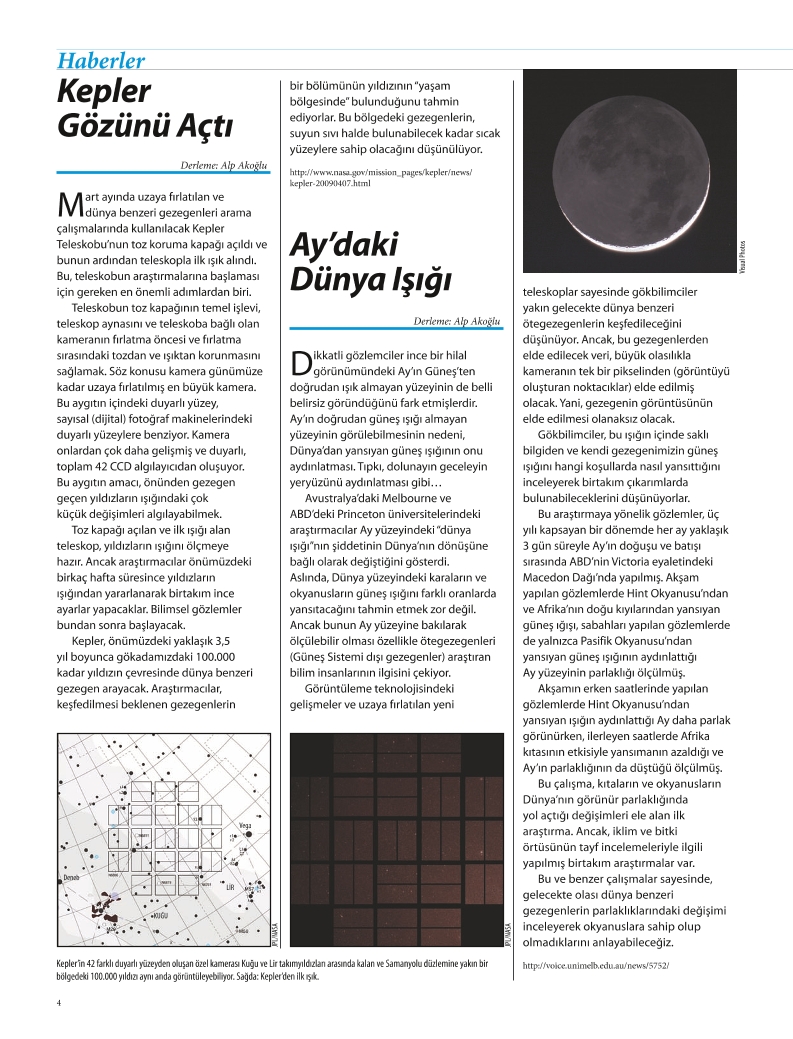 Haberler
Kepler
Gözünü Açtı
Derleme: Alp Akoğlu
Mart ayında uzaya fırlatılan ve
dünya benzeri gezegenleri arama
çalışmalarında kullanılacak Kepler
Teleskobu’nun toz koruma kapağı açıldı ve
bunun ardından teleskopla ilk ışık alındı.
Bu, teleskobun araştırmalarına başlaması
için gereken en önemli adımlardan biri.
Teleskobun toz kapağının temel işlevi,
teleskop aynasını ve teleskoba bağlı olan
kameranın fırlatma öncesi ve fırlatma
sırasındaki tozdan ve ışıktan korunmasını
sağlamak. Söz konusu kamera günümüze
kadar uzaya fırlatılmış en büyük kamera.
Bu aygıtın içindeki duyarlı yüzey,
sayısal (dijital) fotoğraf makinelerindeki
duyarlı yüzeylere benziyor. Kamera
onlardan çok daha gelişmiş ve duyarlı,
toplam 42 CCD algılayıcıdan oluşuyor.
Bu aygıtın amacı, önünden gezegen
geçen yıldızların ışığındaki çok
küçük değişimleri algılayabilmek.
Toz kapağı açılan ve ilk ışığı alan
teleskop, yıldızların ışığını ölçmeye
hazır. Ancak araştırmacılar önümüzdeki
birkaç hafta süresince yıldızların
ışığından yararlanarak birtakım ince
ayarlar yapacaklar. Bilimsel gözlemler
bundan sonra başlayacak.
Kepler, önümüzdeki yaklaşık 3,5
yıl boyunca gökadamızdaki 100.000
kadar yıldızın çevresinde dünya benzeri
gezegen arayacak. Araştırmacılar,
keşfedilmesi beklenen gezegenlerin
bir bölümünün yıldızının “yaşam
bölgesinde” bulunduğunu tahmin
ediyorlar. Bu bölgedeki gezegenlerin,
suyun sıvı halde bulunabilecek kadar sıcak
yüzeylere sahip olacağını düşünülüyor.
http://www.nasa.gov/mission_pages/kepler/news/
kepler-20090407.html
Ay’daki
Dünya Işığı
Derleme: Alp Akoğlu
Dikkatli gözlemciler ince bir hilal
görünümündeki Ay’ın Güneş’ten
doğrudan ışık almayan yüzeyinin de belli
belirsiz göründüğünü fark etmişlerdir.
Ay’ın doğrudan güneş ışığı almayan
yüzeyinin görülebilmesinin nedeni,
Dünya’dan yansıyan güneş ışığının onu
aydınlatması. Tıpkı, dolunayın geceleyin
yeryüzünü aydınlatması gibi…
Avustralya’daki Melbourne ve
ABD’deki Princeton üniversitelerindeki
araştırmacılar Ay yüzeyindeki “dünya
ışığı”nın şiddetinin Dünya’nın dönüşüne
bağlı olarak değiştiğini gösterdi.
Aslında, Dünya yüzeyindeki karaların ve
okyanusların güneş ışığını farklı oranlarda
yansıtacağını tahmin etmek zor değil.
Ancak bunun Ay yüzeyine bakılarak
ölçülebilir olması özellikle ötegezegenleri
(Güneş Sistemi dışı gezegenler) araştıran
bilim insanlarının ilgisini çekiyor.
Görüntüleme teknolojisindeki
gelişmeler ve uzaya fırlatılan yeni
Visual Photos
teleskoplar sayesinde gökbilimciler
yakın gelecekte dünya benzeri
ötegezegenlerin keşfedileceğini
düşünüyor. Ancak, bu gezegenlerden
elde edilecek veri, büyük olasılıkla
kameranın tek bir pikselinden (görüntüyü
oluşturan noktacıklar) elde edilmiş
olacak. Yani, gezegenin görüntüsünün
elde edilmesi olanaksız olacak.
Gökbilimciler, bu ışığın içinde saklı
bilgiden ve kendi gezegenimizin güneş
ışığını hangi koşullarda nasıl yansıttığını
inceleyerek birtakım çıkarımlarda
bulunabileceklerini düşünüyorlar.
Bu araştırmaya yönelik gözlemler, üç
yılı kapsayan bir dönemde her ay yaklaşık
3 gün süreyle Ay’ın doğuşu ve batışı
sırasında ABD’nin Victoria eyaletindeki
Macedon Dağı’nda yapılmış. Akşam
yapılan gözlemlerde Hint Okyanusu’ndan
ve Afrika’nın doğu kıyılarından yansıyan
güneş ığışı, sabahları yapılan gözlemlerde
de yalnızca Pasifik Okyanusu’ndan
yansıyan güneş ışığının aydınlattığı
Ay yüzeyinin parlaklığı ölçülmüş.
Akşamın erken saatlerinde yapılan
gözlemlerde Hint Okyanusu’ndan
yansıyan ışığın aydınlattığı Ay daha parlak
görünürken, ilerleyen saatlerde Afrika
kıtasının etkisiyle yansımanın azaldığı ve
Ay’ın parlaklığının da düştüğü ölçülmüş.
Bu çalışma, kıtaların ve okyanusların
Dünya’nın görünür parlaklığında
yol açtığı değişimleri ele alan ilk
araştırma. Ancak, iklim ve bitki
örtüsünün tayf incelemeleriyle ilgili
yapılmış birtakım araştırmalar var.
Bu ve benzer çalışmalar sayesinde,
gelecekte olası dünya benzeri
gezegenlerin parlaklıklarındaki değişimi
inceleyerek okyanuslara sahip olup
olmadıklarını anlayabileceğiz.
http://voice.unimelb.edu.au/news/5752/
Vega
Deneb
LİR
KUĞU
JPL/NASA
JPL/NASA
Kepler’in 42 farklı duyarlı yüzeyden oluşan özel kamerası Kuğu ve Lir takımyıldızları arasında kalan ve Samanyolu düzlemine yakın bir
bölgedeki 100.000 yıldızı aynı anda görüntüleyebiliyor. Sağda: Kepler’den ilk ışık.
4